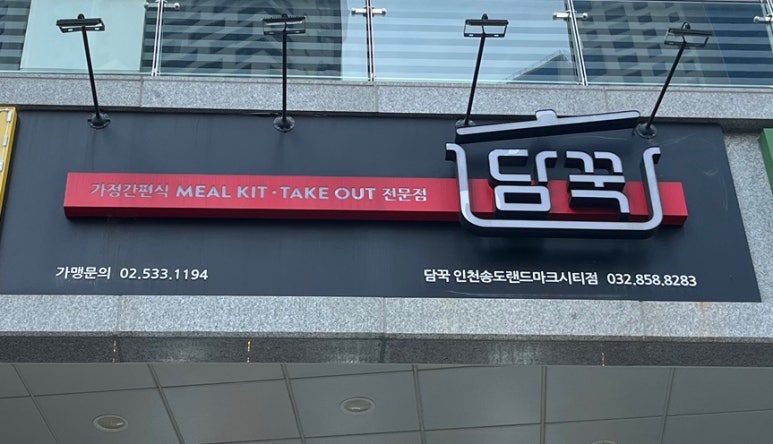 가정간편식 MEAL KIT · TAKE OUT 전문점
담꾹
가맹문의 02.533.1194
담꾹 인천송도랜드마크시티점 032.858.8283